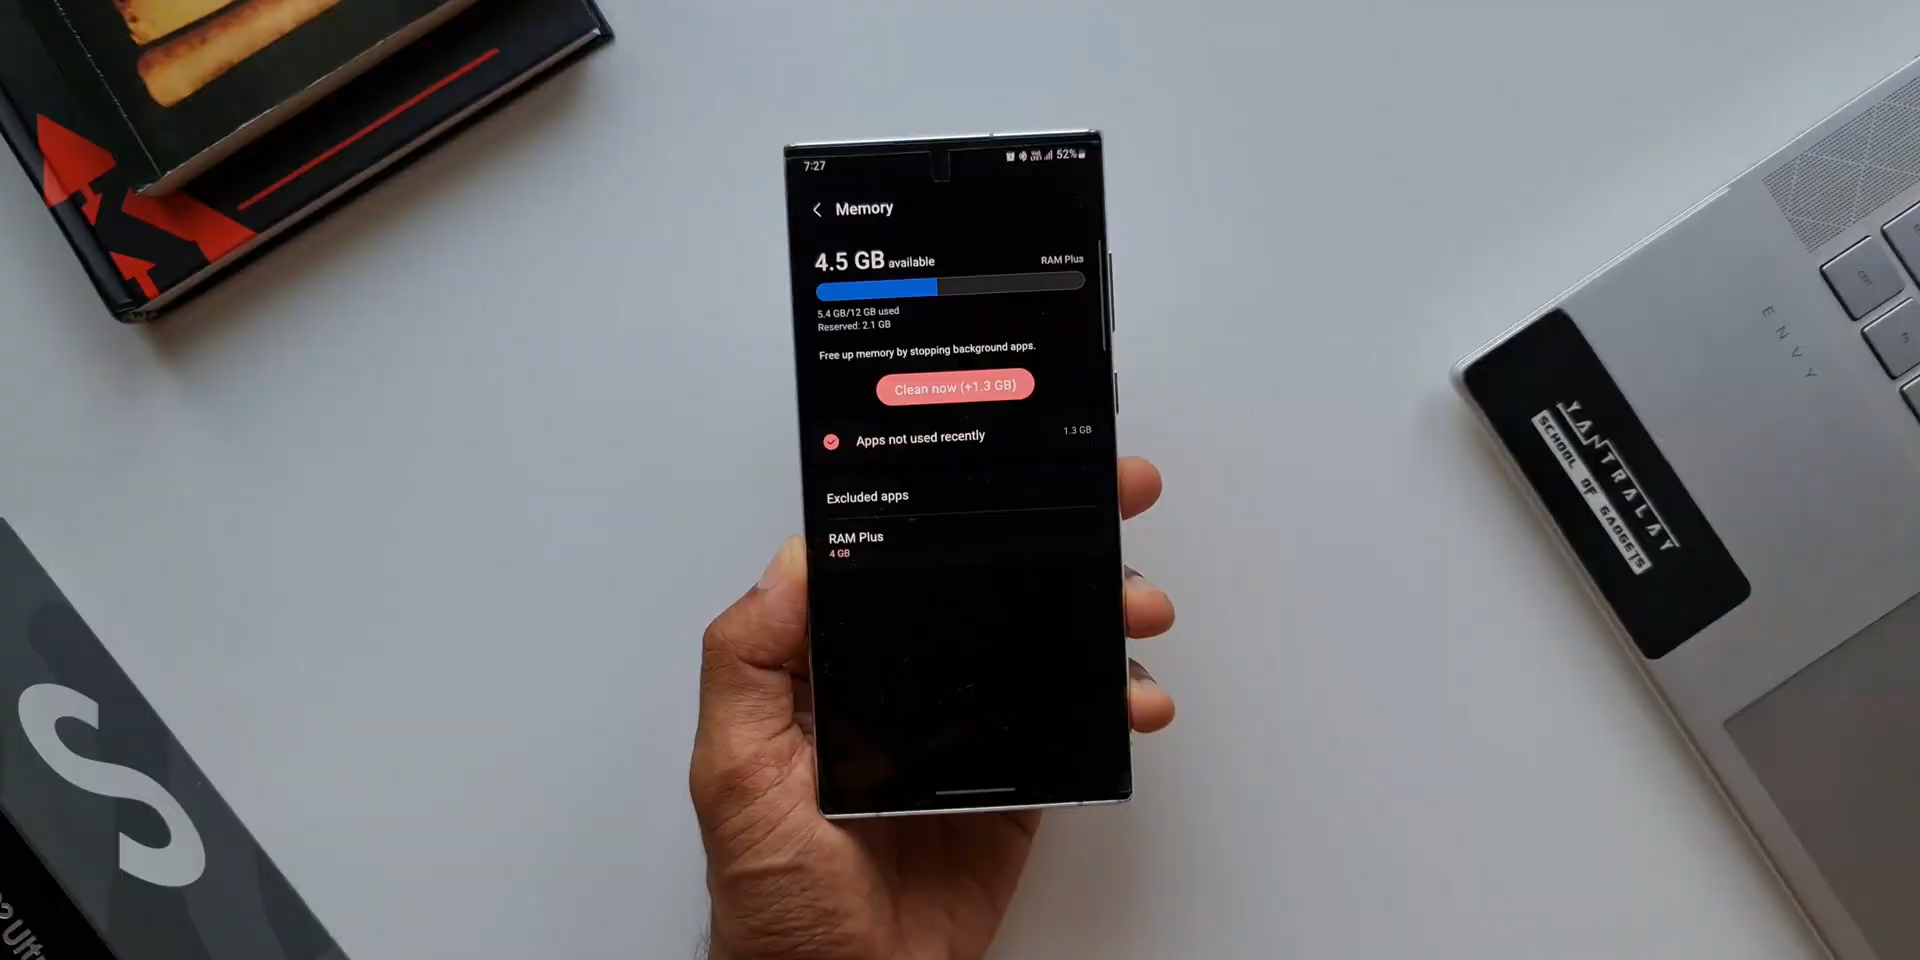 7:27
52%
Memory
4.5 GB available
RAM Plus
5.4 GB/12 GB used
Reserved: 2.1 GB
Free up memory by stopping background apps.
Clean now (+1.3 GB)
Apps not used recently
1.3 GB
Excluded apps
RAM Plus
4 GB
ENVY
YANTRALAY
SCHOOL OF GADGETS
S